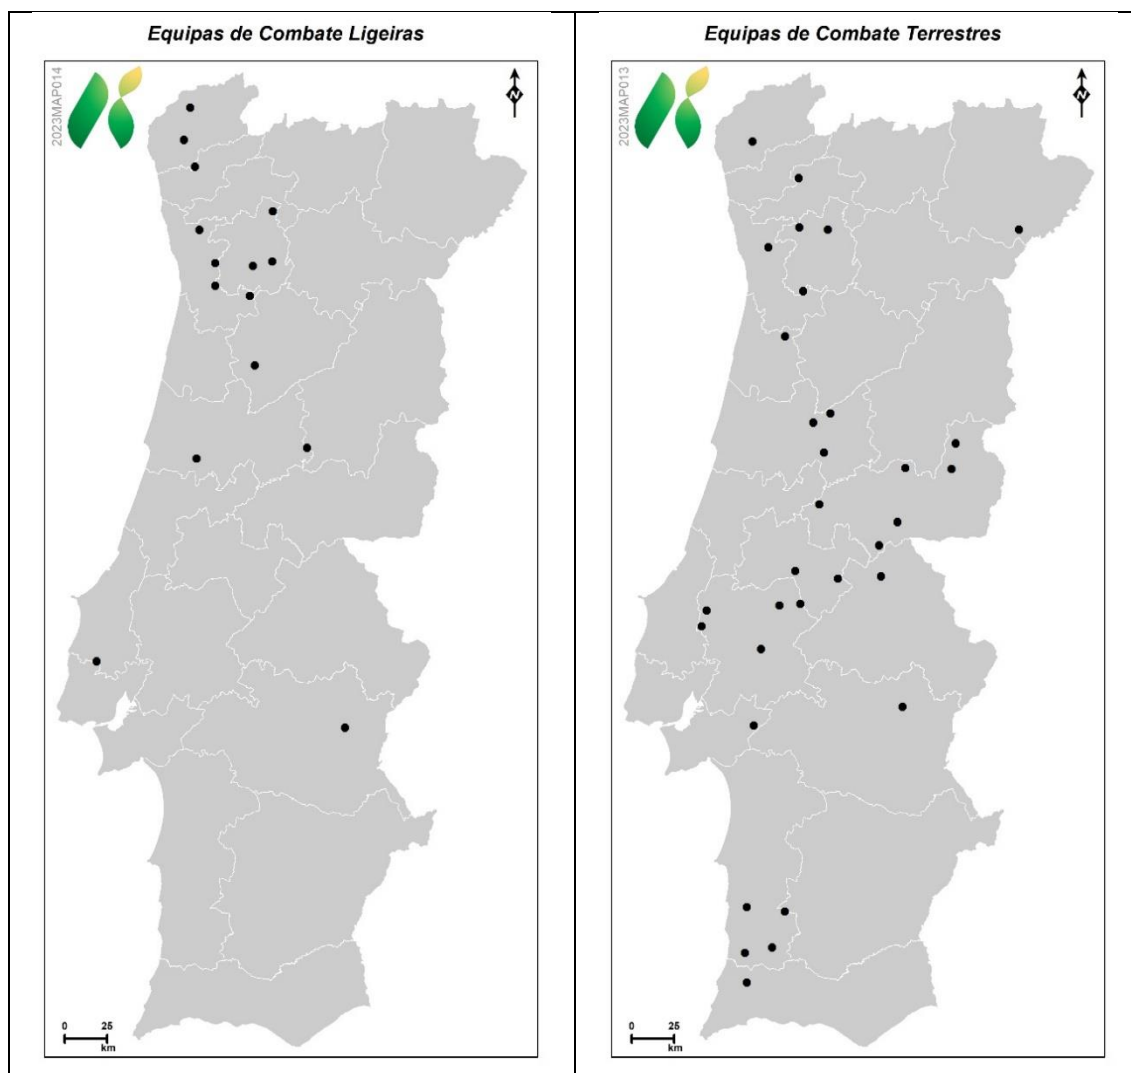 Equipas de Combate Ligeiras
2023MAP014
N
0 25
km
Equipas de Combate Terrestres
2023MAP013
N
0 25
km